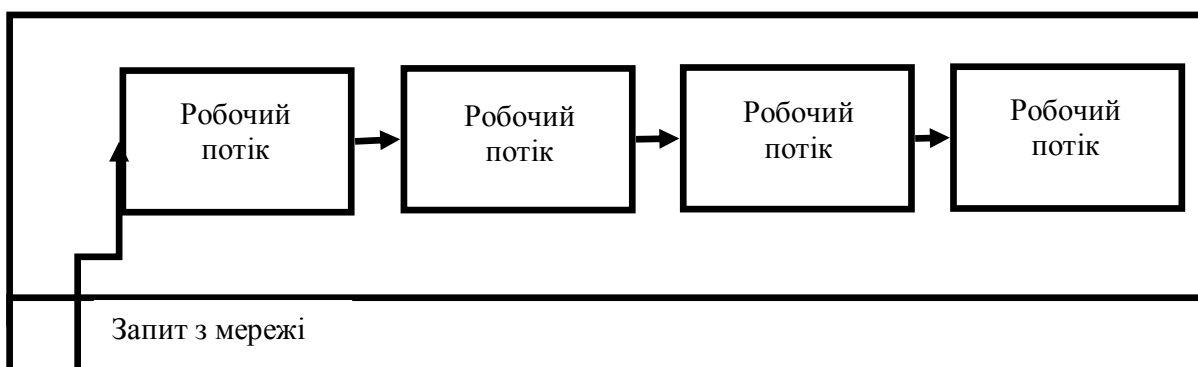 Робочий
потік
Робочий
потік
Робочий
потік
Робочий
потік
Запит з мережі